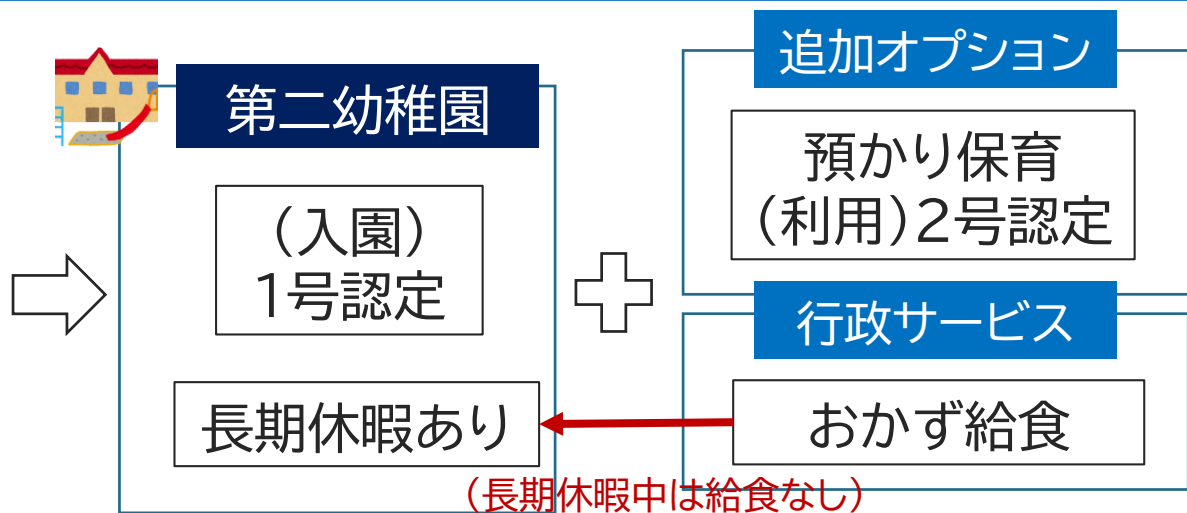 第二幼稚園
(入園)
1号認定
長期休暇あり
追加オプション
預かり保育
(利用)2号認定
行政サービス
おかず給食
(長期休暇中は給食なし)